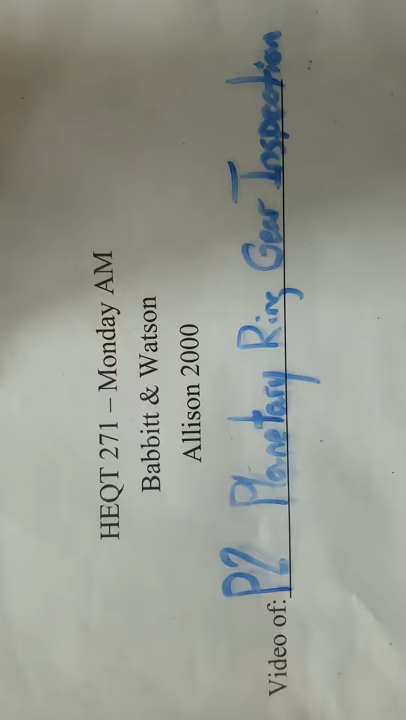 HEQT 271 – Monday AM
Babbitt & Watson
Allison 2000
Video of: P2 Planetary Ring Gear Inspection